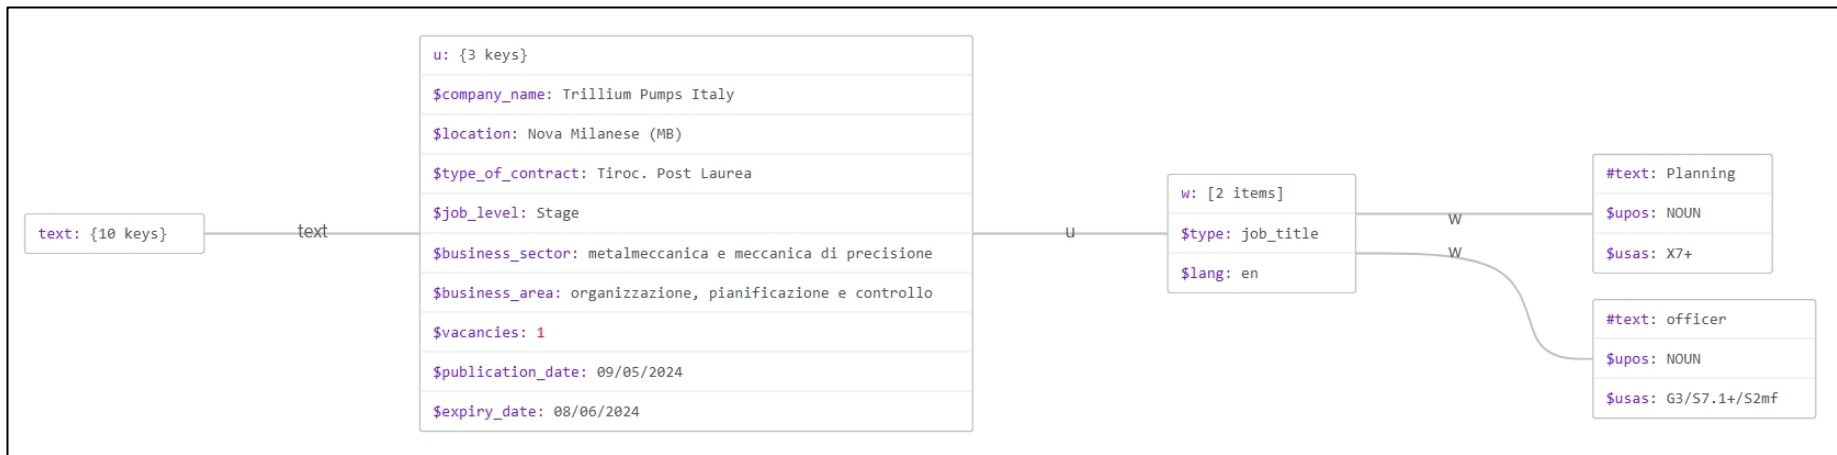 text: {10 keys}
text
u: {3 keys}
$company_name: Trillium Pumps Italy
$location: Nova Milanese (MB)
$type_of_contract: Tiroc. Post Laurea
$job_level: Stage
$business_sector: metalmeccanica e meccanica di precisione
$business_area: organizzazione, pianificazione e controllo
$vacancies: 1
$publication_date: 09/05/2024
$expiry_date: 08/06/2024
u
w: [2 items]
$type: job_title
$lang: en
w
w
#text: Planning
$upos: NOUN
$usas: X7+
#text: officer
$upos: NOUN
$usas: G3/S7.1+/S2mf